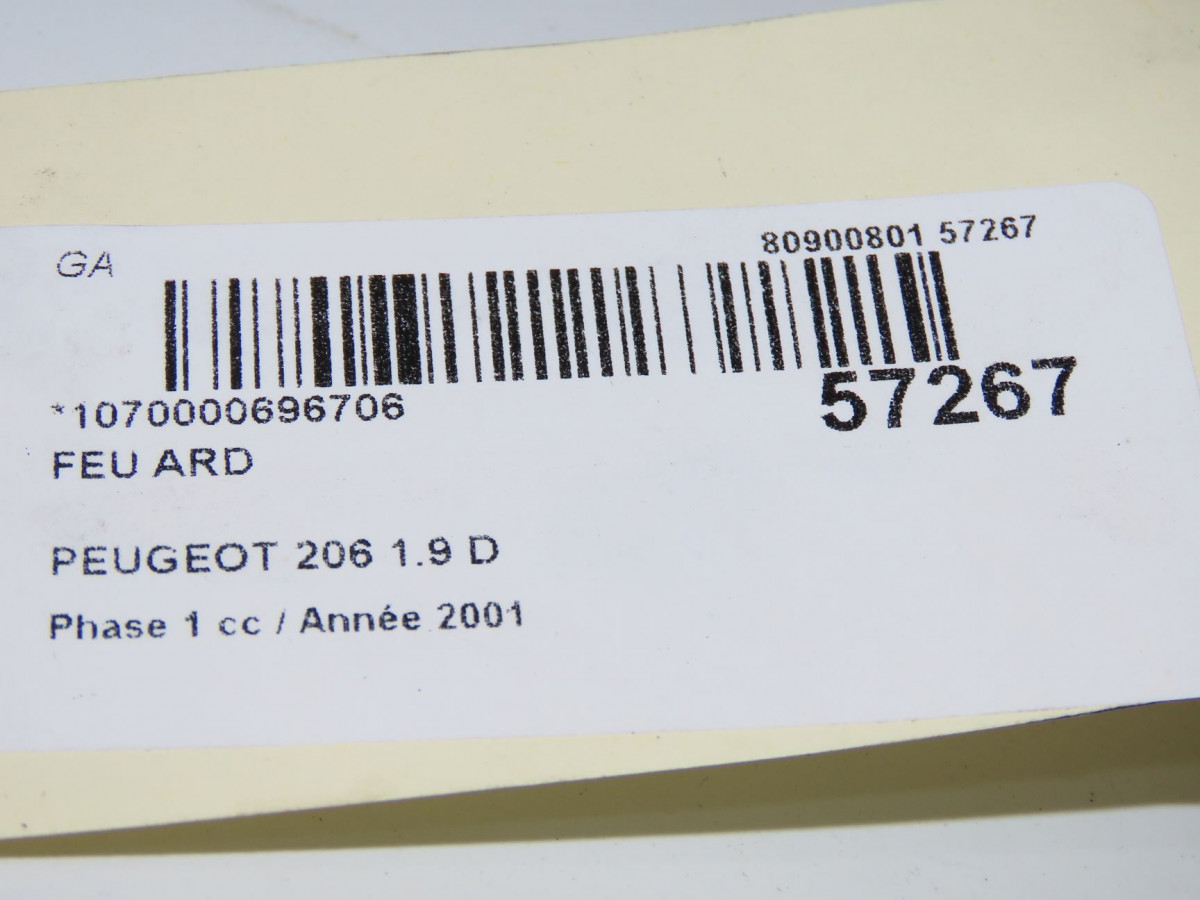 GA
80900801 57267
*1070000696706
57267
FEU ARD
PEUGEOT 206 1.9 D
Phase 1 cc / Année 2001